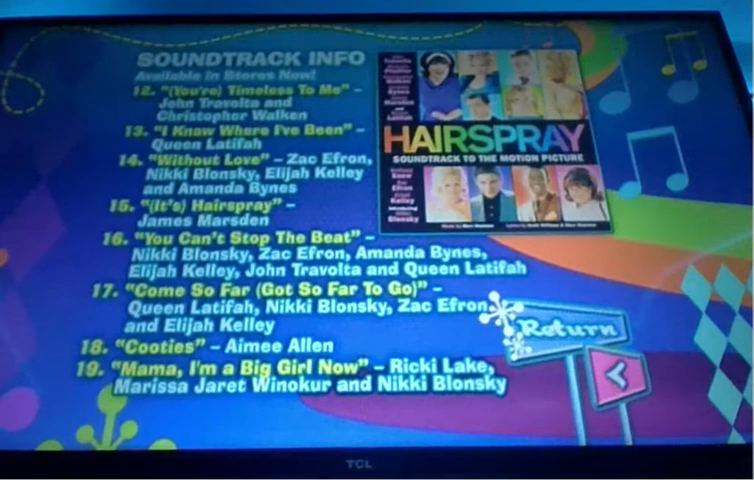 SOUNDTRACK INFO
Available in Stores Now!
12. "(You're) Timeless To Me" –
John Travolta and
Christopher Walken
13. "I Know Where I've Been" –
Queen Latifah
14. "Without Love" – Zac Efron,
Nikki Blonsky, Elijah Kelley
and Amanda Bynes
15. "(It's) Hairspray" –
James Marsden
16. "You Can't Stop The Beat" –
Nikki Blonsky, Zac Efron, Amanda Bynes,
Elijah Kelley, John Travolta and Queen Latifah
17. "Come So Far (Got So Far To Go)" –
Queen Latifah, Nikki Blonsky, Zac Efron
and Elijah Kelley
18. "Cooties" – Aimee Allen
19. "Mama, I'm a Big Girl Now" – Ricki Lake,
Marissa Jaret Winokur and Nikki Blonsky
HAIRSPRAY
SOUNDTRACK TO THE MOTION PICTURE
Return
TCL